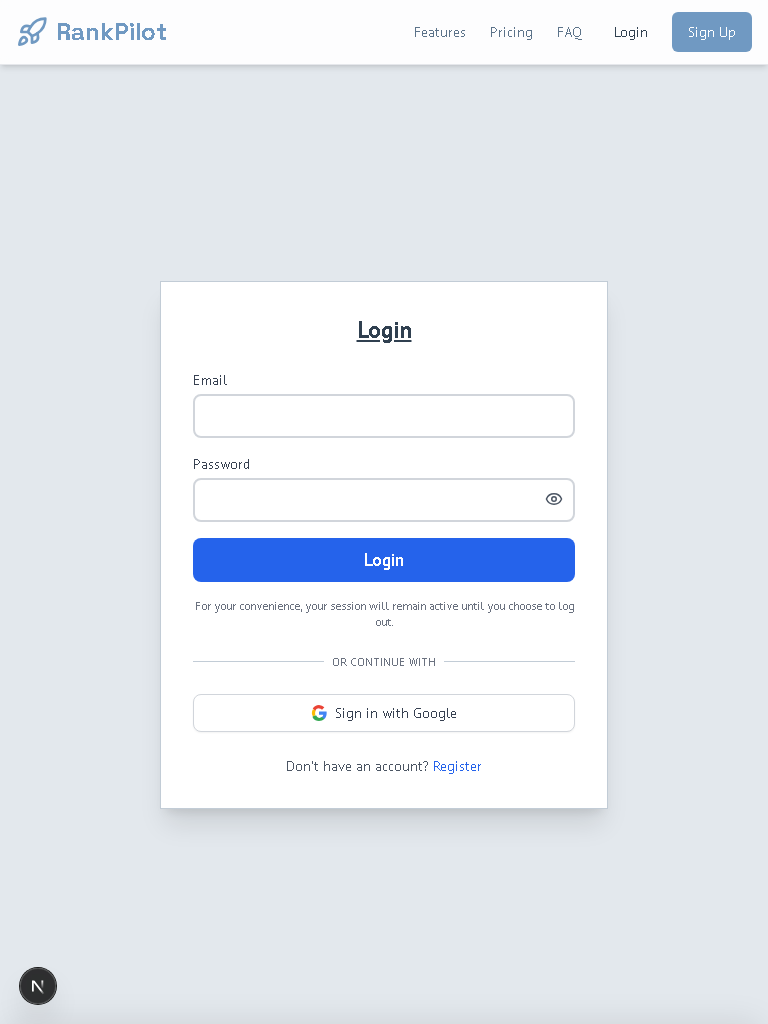 RankPilot
Features
Pricing
FAQ
Login
Sign Up
Login
Email
Password
Login
For your convenience, your session will remain active until you choose to log
out.
OR CONTINUE WITH
Sign in with Google
Don't have an account? Register
N